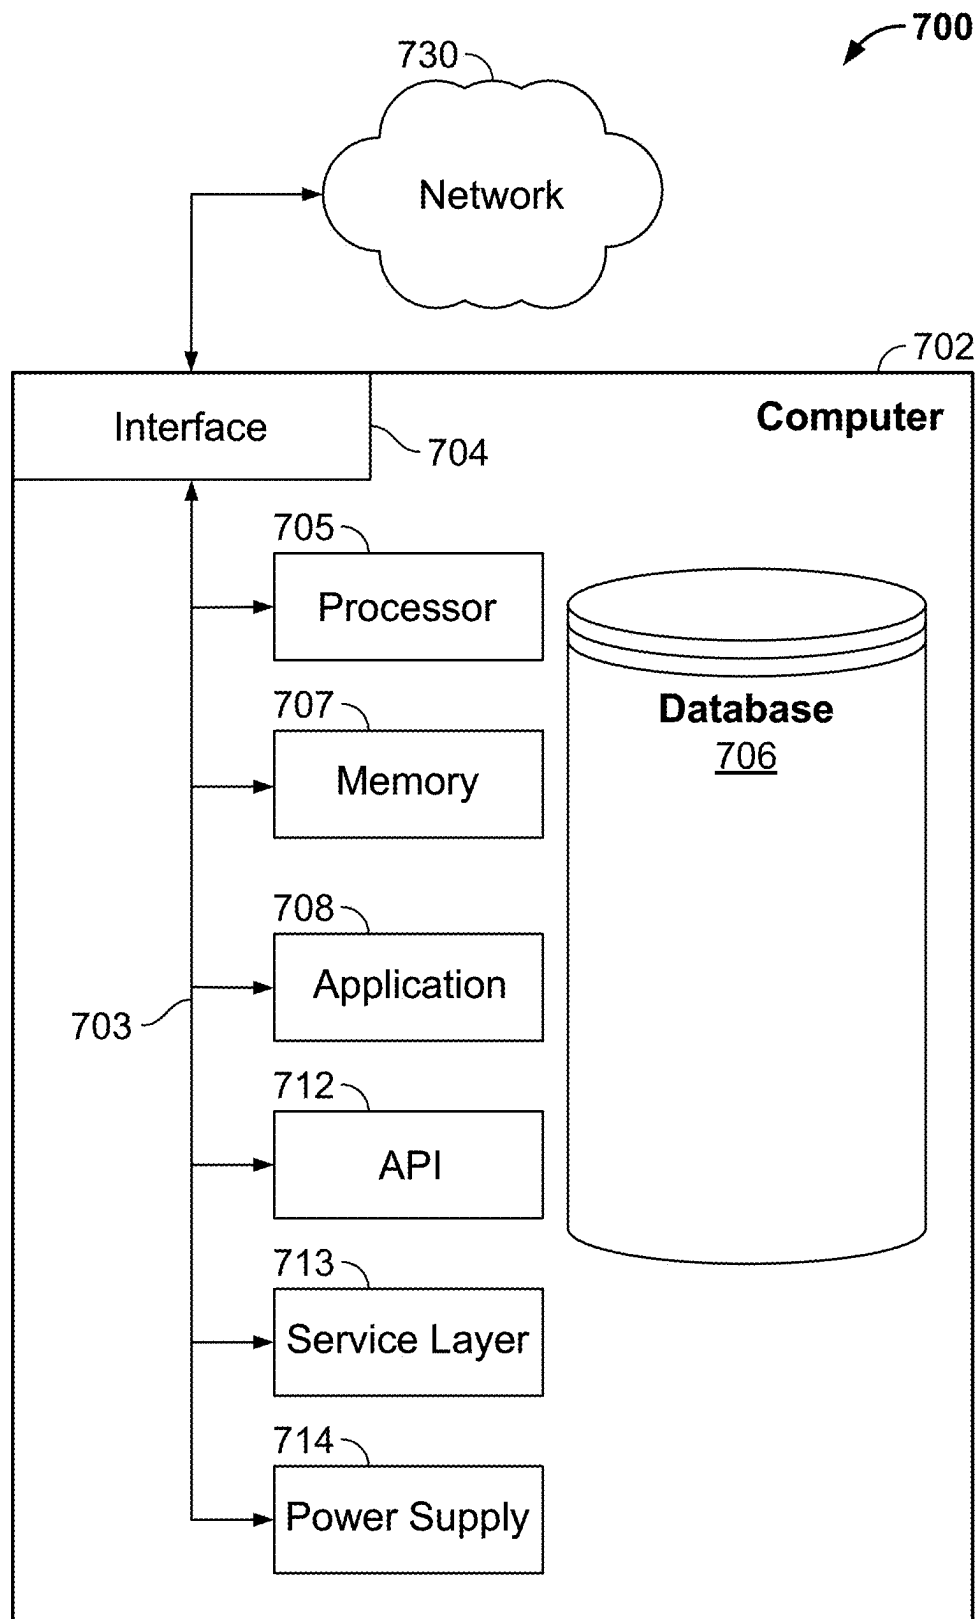 700
730
Network
702
Interface
Computer
704
705
Processor
Database
706
707
Memory
708
Application
703
712
API
713
Service Layer
714
Power Supply